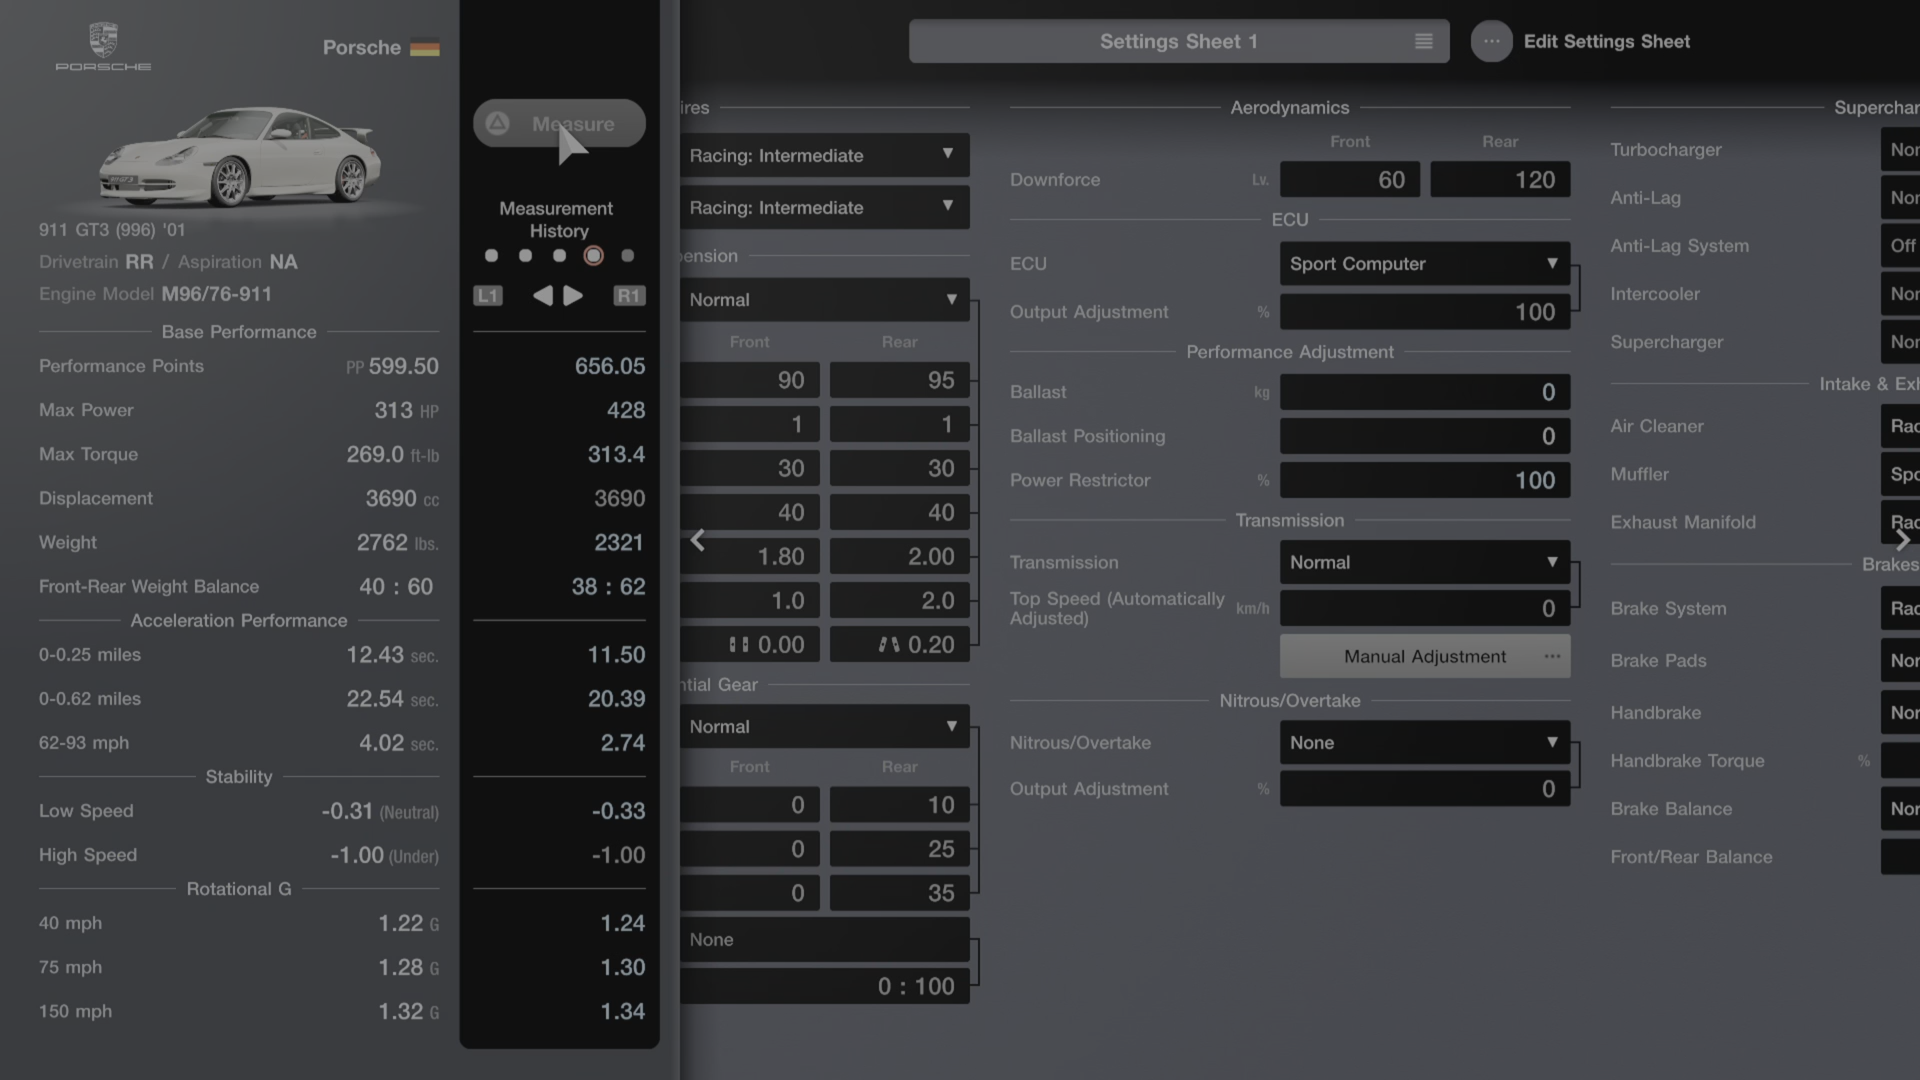 PORSCHE
Porsche
911 GT3 (996) '01
Drivetrain RR / Aspiration NA
Engine Model M96/76-911
Base Performance
Performance Points PP 599.50
Max Power 313 HP
Max Torque 269.0 ft-lb
Displacement 3690 cc
Weight 2762 lbs.
Front-Rear Weight Balance 40 : 60
Acceleration Performance
0-0.25 miles 12.43 sec.
0-0.62 miles 22.54 sec.
62-93 mph 4.02 sec.
Stability
Low Speed -0.31 (Neutral)
High Speed -1.00 (Under)
Rotational G
40 mph 1.22 G
75 mph 1.28 G
150 mph 1.32 G
Measure
Measurement
History
L1 R1
656.05
428
313.4
3690
2321
38 : 62
11.50
20.39
2.74
-0.33
-1.00
1.24
1.30
1.34
Settings Sheet 1
Edit Settings Sheet
ires
Racing: Intermediate
Racing: Intermediate
ension
Normal
Front Rear
90 95
1 1
30 30
40 40
1.80 2.00
1.0 2.0
0.00 0.20
ntial Gear
Normal
Front Rear
0 10
0 25
0 35
None
0 : 100
Aerodynamics
Front Rear
Downforce Lv. 60 120
ECU
ECU Sport Computer
Output Adjustment % 100
Performance Adjustment
Ballast kg 0
Ballast Positioning 0
Power Restrictor % 100
Transmission
Transmission Normal
Top Speed (Automatically
Adjusted) km/h 0
Manual Adjustment
Nitrous/Overtake
Nitrous/Overtake None
Output Adjustment % 0
Superchar
Turbocharger Nor
Anti-Lag Nor
Anti-Lag System Off
Intercooler Nor
Supercharger Nor
Intake & Exh
Air Cleaner Rac
Muffler Spo
Exhaust Manifold Rac
Brakes
Brake System Rac
Brake Pads Nor
Handbrake Nor
Handbrake Torque %
Brake Balance Nor
Front/Rear Balance